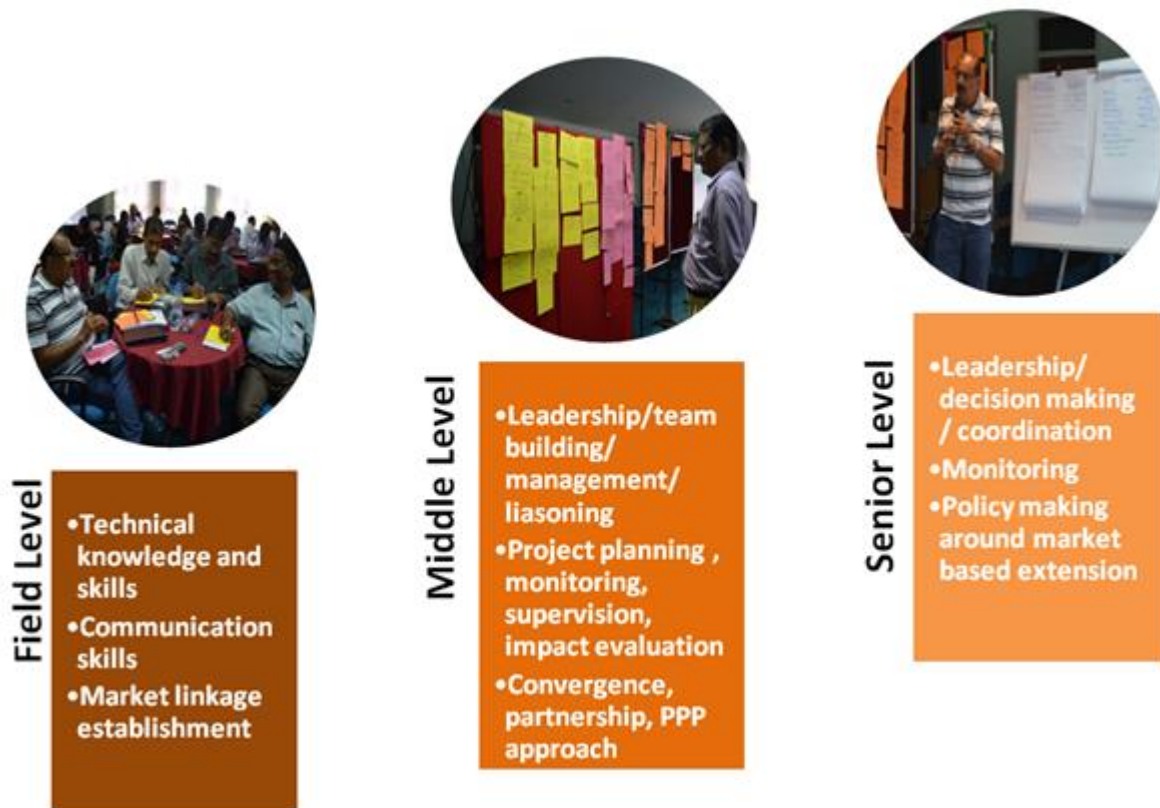 Field Level
•Technical
knowledge and
skills
•Communication
skills
•Market linkage
establishment
Middle Level
•Leadership/team
building/
management/
liasoning
•Project planning ,
monitoring,
supervision,
impact evaluation
•Convergence,
partnership, PPP
approach
Senior Level
•Leadership/
decision making
/ coordination
•Monitoring
•Policy making
around market
based extension